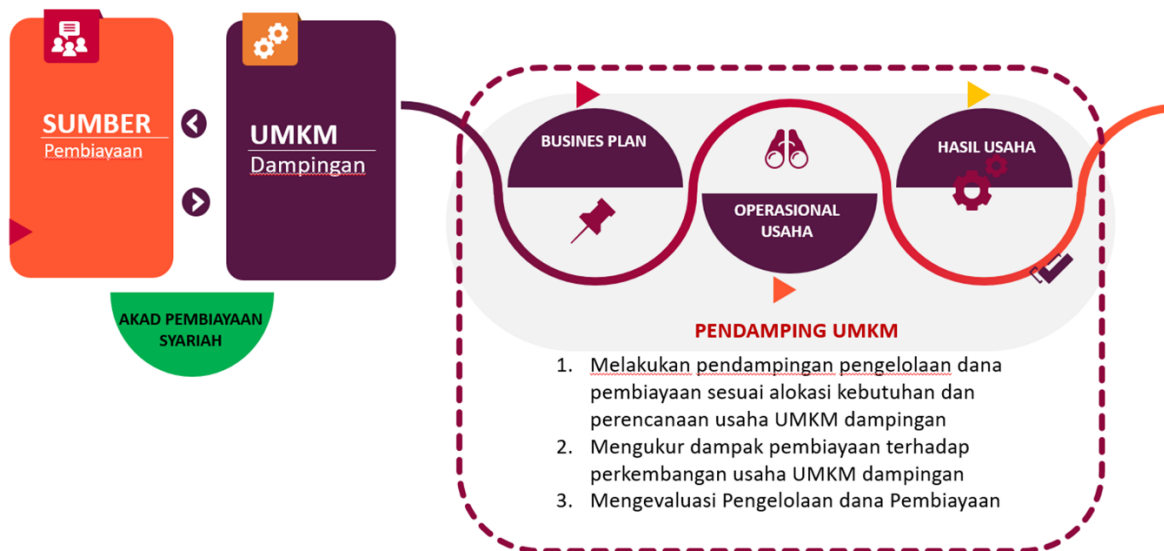 SUMBER
Pembiayaan
UMKM
Dampingan
AKAD PEMBIAYAAN
SYARIAH
BUSINES PLAN
OPERASIONAL
USAHA
HASIL USAHA
PENDAMPING UMKM
1. Melakukan pendampingan pengelolaan dana
pembiayaan sesuai alokasi kebutuhan dan
perencanaan usaha UMKM dampingan
2. Mengukur dampak pembiayaan terhadap
perkembangan usaha UMKM dampingan
3. Mengevaluasi Pengelolaan dana Pembiayaan